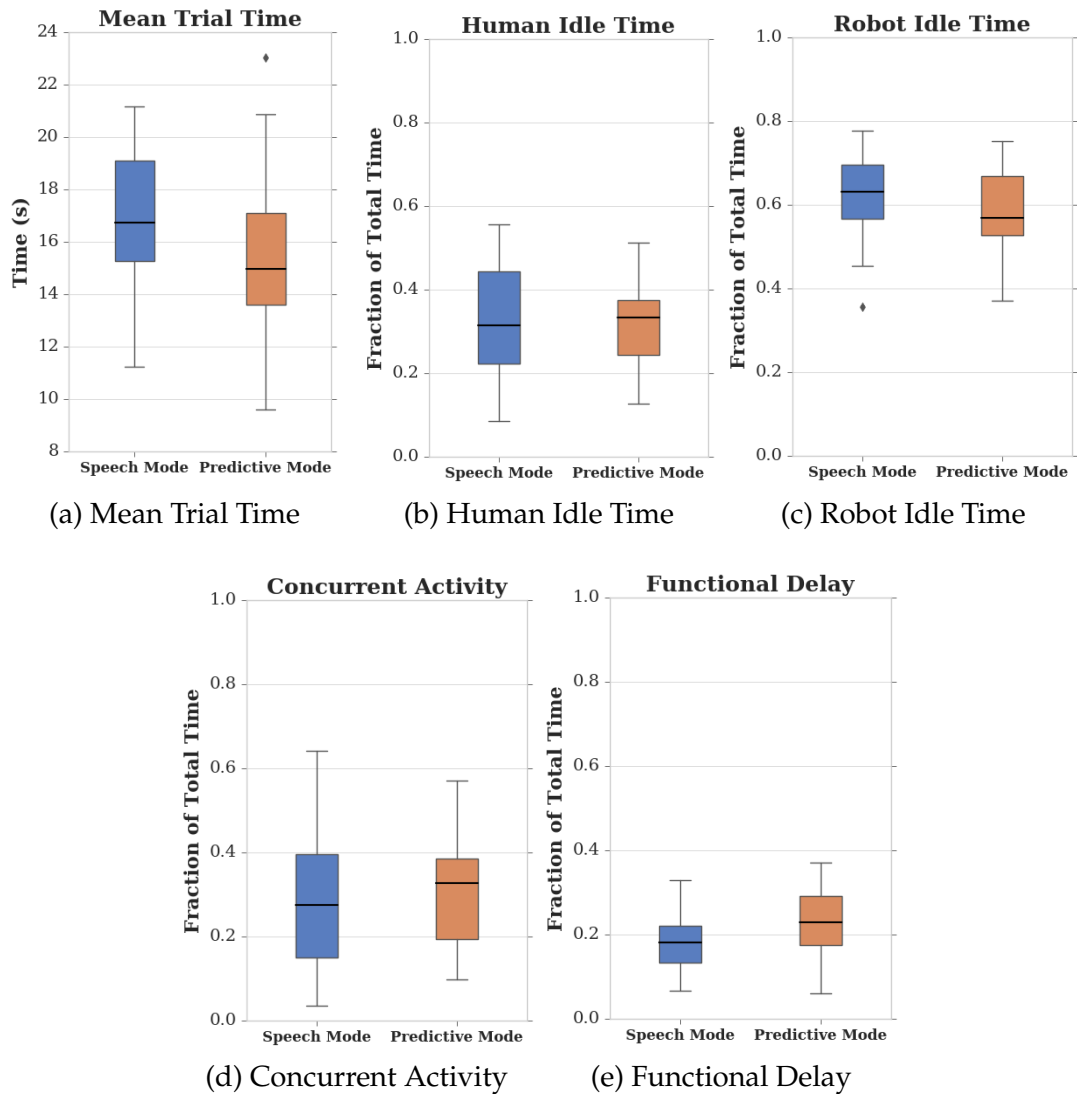 Mean Trial Time
Human Idle Time
Robot Idle Time
24
22
20
18
16
14
12
10
8
Time (s)
Speech Mode
Predictive Mode
1.0
0.8
0.6
0.4
0.2
0.0
Fraction of Total Time
Speech Mode
Predictive Mode
1.0
0.8
0.6
0.4
0.2
0.0
Fraction of Total Time
Speech Mode
Predictive Mode
(a) Mean Trial Time
(b) Human Idle Time
(c) Robot Idle Time
Concurrent Activity
Functional Delay
1.0
0.8
0.6
0.4
0.2
0.0
Fraction of Total Time
Speech Mode
Predictive Mode
1.0
0.8
0.6
0.4
0.2
0.0
Fraction of Total Time
Speech Mode
Predictive Mode
(d) Concurrent Activity
(e) Functional Delay